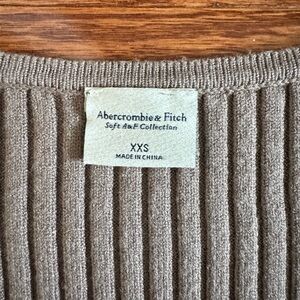 Abercrombie & Fitch
Soft A&F Collection
XXS
MADE IN CHINA